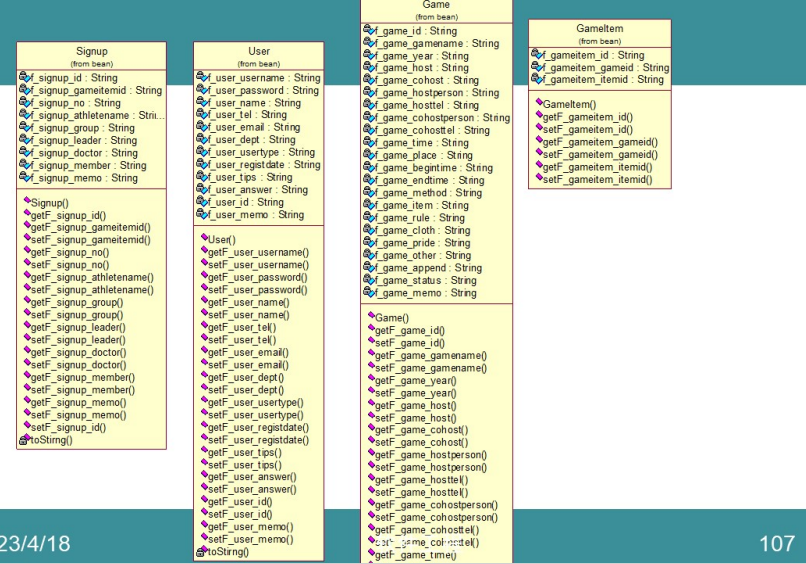 Signup
(from bean)
f_signup_id : String
f_signup_gameitemid : String
f_signup_no : String
f_signup_athletename : Strin...
f_signup_group : String
f_signup_leader : String
f_signup_doctor : String
f_signup_member : String
f_signup_memo : String
Signup()
getF_signup_id()
getF_signup_gameitemid()
setF_signup_gameitemid()
getF_signup_no()
setF_signup_no()
getF_signup_athletename()
setF_signup_athletename()
getF_signup_group()
setF_signup_group()
getF_signup_leader()
setF_signup_leader()
getF_signup_doctor()
setF_signup_doctor()
getF_signup_member()
setF_signup_member()
getF_signup_memo()
setF_signup_memo()
setF_signup_id()
toStirng()
User
(from bean)
f_user_username : String
f_user_password : String
f_user_name : String
f_user_tel : String
f_user_email : String
f_user_dept : String
f_user_usertype : String
f_user_registdate : String
f_user_tips : String
f_user_answer : String
f_user_id : String
f_user_memo : String
User()
getF_user_username()
setF_user_username()
getF_user_password()
setF_user_password()
getF_user_name()
setF_user_name()
getF_user_tel()
setF_user_tel()
getF_user_email()
setF_user_email()
getF_user_dept()
setF_user_dept()
getF_user_usertype()
setF_user_usertype()
getF_user_registdate()
setF_user_registdate()
getF_user_tips()
setF_user_tips()
getF_user_answer()
setF_user_answer()
getF_user_id()
setF_user_id()
getF_user_memo()
setF_user_memo()
toStirng()
Game
(from bean)
f_game_id : String
f_game_gamename : String
f_game_year : String
f_game_host : String
f_game_cohost : String
f_game_hostperson : String
f_game_hosttel : String
f_game_cohostperson : String
f_game_cohosttel : String
f_game_time : String
f_game_place : String
f_game_begintime : String
f_game_endtime : String
f_game_method : String
f_game_item : String
f_game_rule : String
f_game_cloth : String
f_game_pride : String
f_game_other : String
f_game_append : String
f_game_status : String
f_game_memo : String
Game()
getF_game_id()
setF_game_id()
getF_game_gamename()
setF_game_gamename()
getF_game_year()
setF_game_year()
getF_game_host()
setF_game_host()
getF_game_cohost()
setF_game_cohost()
getF_game_hostperson()
setF_game_hostperson()
getF_game_hosttel()
setF_game_hosttel()
getF_game_cohostperson()
setF_game_cohostperson()
getF_game_cohosttel()
setF_game_cohosttel()
getF_game_time()
GameItem
(from bean)
f_gameitem_id : String
f_gameitem_gameid : String
f_gameitem_itemid : String
GameItem()
getF_gameitem_id()
setF_gameitem_id()
getF_gameitem_gameid()
setF_gameitem_gameid()
getF_gameitem_itemid()
setF_gameitem_itemid()
23/4/18
107